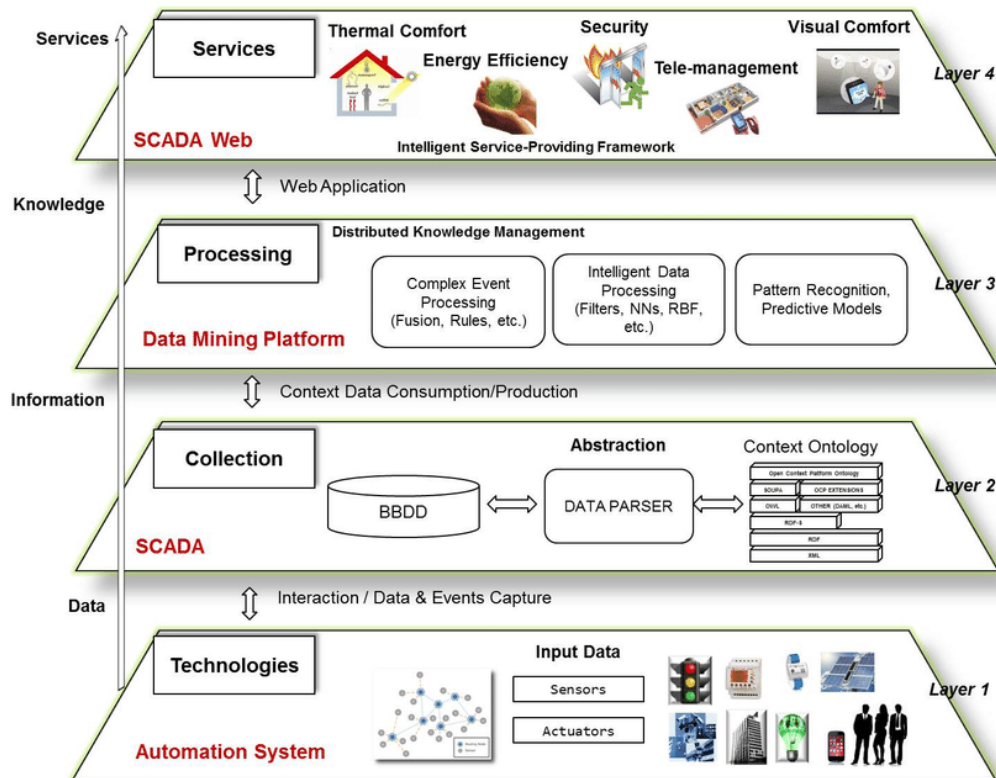 Services
Services
Thermal Comfort
Energy Efficiency
Security
Tele-management
Visual Comfort
Layer 4
SCADA Web
Intelligent Service-Providing Framework
Web Application
Knowledge
Processing
Distributed Knowledge Management
Complex Event
Processing
(Fusion, Rules, etc.)
Intelligent Data
Processing
(Filters, NNs, RBF,
etc.)
Pattern Recognition,
Predictive Models
Layer 3
Data Mining Platform
Context Data Consumption/Production
Information
Collection
BBDD
Abstraction
DATA PARSER
Context Ontology
Open Context Platform Ontology
SOUPA
OCP EXTENSIONS
OWL
OTHER (DAML, etc.)
RDF-S
RDF
XML
Layer 2
SCADA
Interaction / Data & Events Capture
Data
Technologies
Input Data
Sensors
Actuators
Layer 1
Automation System